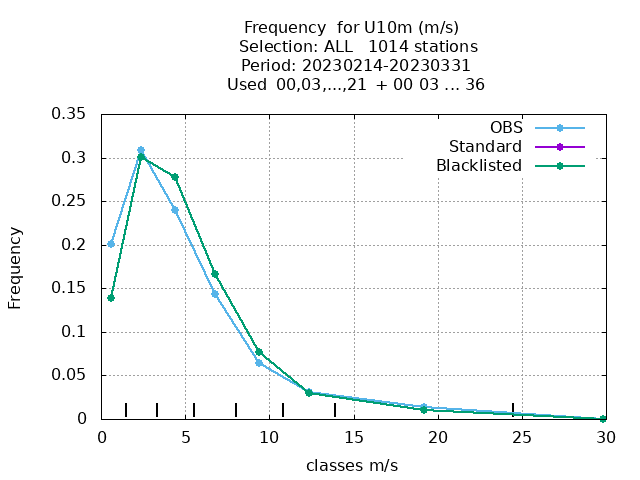 Frequency  for U10m (m/s)
Selection: ALL   1014 stations
Period: 20230214-20230331
Used  00,03,...,21  + 00 03 ... 36
OBS
Standard
Blacklisted
0.35
0.3
0.25
0.2
0.15
0.1
0.05
0
Frequency
0 5 10 15 20 25 30
classes m/s